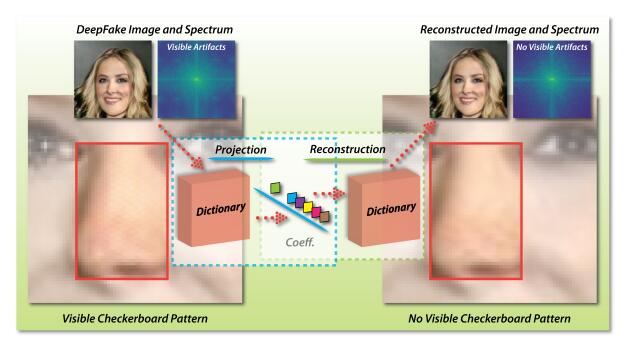 DeepFake Image and Spectrum
Reconstructed Image and Spectrum
Visible Artifacts
No Visible Artifacts
Projection
Reconstruction
Dictionary
Dictionary
Coeff.
Visible Checkerboard Pattern
No Visible Checkerboard Pattern